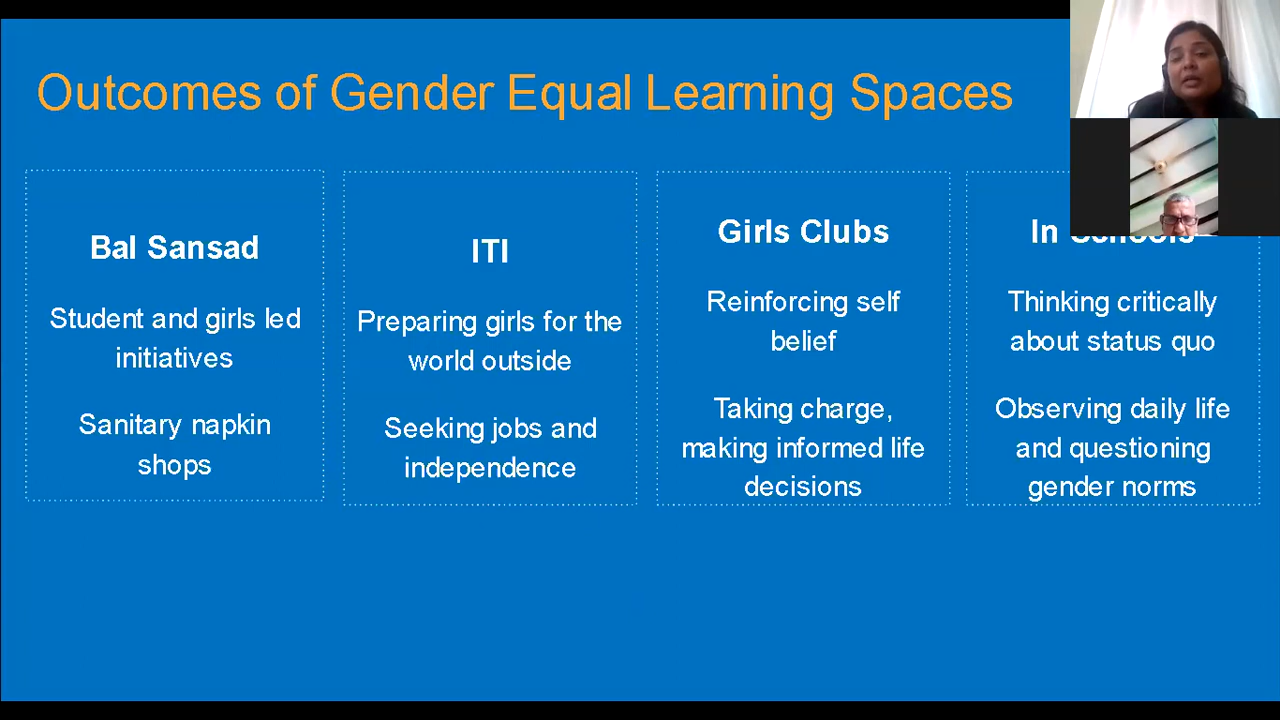 Outcomes of Gender Equal Learning Spaces
Bal Sansad
Student and girls led
initiatives
Sanitary napkin
shops
ITI
Preparing girls for the
world outside
Seeking jobs and
independence
Girls Clubs
Reinforcing self
belief
Taking charge,
making informed life
decisions
In Schools
Thinking critically
about status quo
Observing daily life
and questioning
gender norms